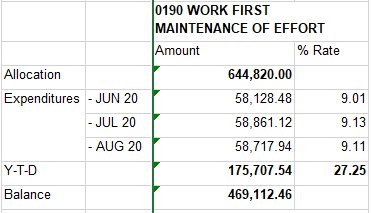 0190 WORK FIRST
MAINTENANCE OF EFFORT
Amount % Rate
Allocation 644,820.00
Expenditures - JUN 20 58,128.48 9.01
- JUL 20 58,861.12 9.13
- AUG 20 58,717.94 9.11
Y-T-D 175,707.54 27.25
Balance 469,112.46